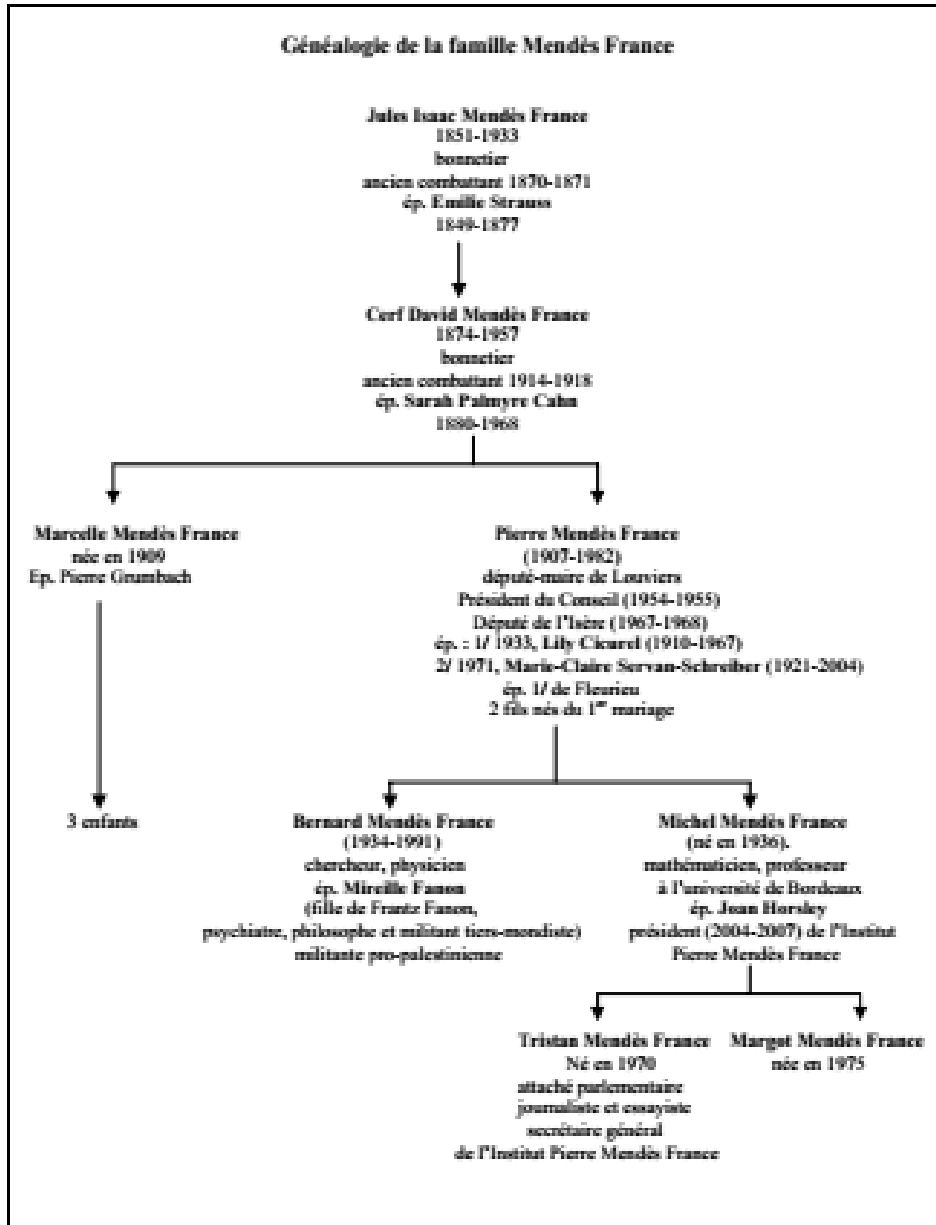 Généalogie de la famille Mendès France
Jules Isaac Mendès France
1851-1933
bonnetier
ancien combattant 1870-1871
ép. Emilie Strauss
1849-1877
Cerf David Mendès France
1874-1957
bonnetier
ancien combattant 1914-1918
ép. Sarah Palmyre Cahn
1880-1968
Marcelle Mendès France
née en 1909
Ep. Pierre Grumbach
3 enfants
Pierre Mendès France
(1907-1982)
député-maire de Louviers
Président du Conseil (1954-1955)
Député de l'Isère (1967-1968)
ép. : 1/ 1933, Lily Cicurel (1910-1967)
2/ 1971, Marie-Claire Servan-Schreiber (1921-2004)
ép. 1/ de Fleurieu
2 fils nés du 1er mariage
Bernard Mendès France
(1934-1991)
chercheur, physicien
ép. Mireille Fanon
(fille de Frantz Fanon,
psychiatre, philosophe et militant tiers-mondiste)
militante pro-palestinienne
Michel Mendès France
(né en 1936).
mathématicien, professeur
à l'université de Bordeaux
ép. Joan Horsley
président (2004-2007) de l'Institut
Pierre Mendès France
Tristan Mendès France
Né en 1970
attaché parlementaire
journaliste et essayiste
secrétaire général
de l'Institut Pierre Mendès France
Margot Mendès France
née en 1975